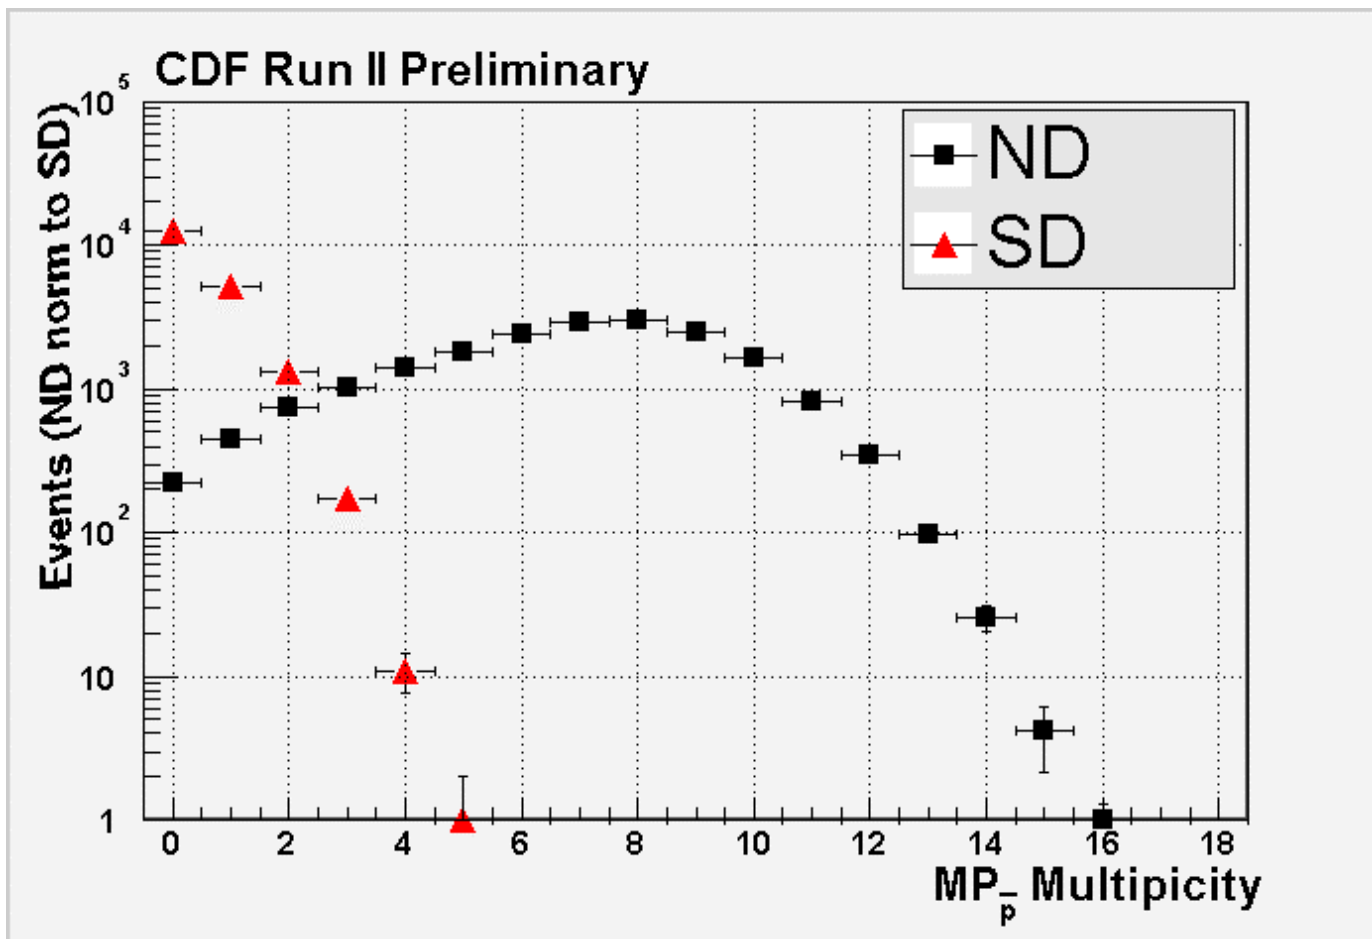 CDF Run II Preliminary
Events (ND norm to SD)
10^5
10^4
10^3
10^2
10
1
ND
SD
0 2 4 6 8 10 12 14 16 18
MP_p̅ Multipicity